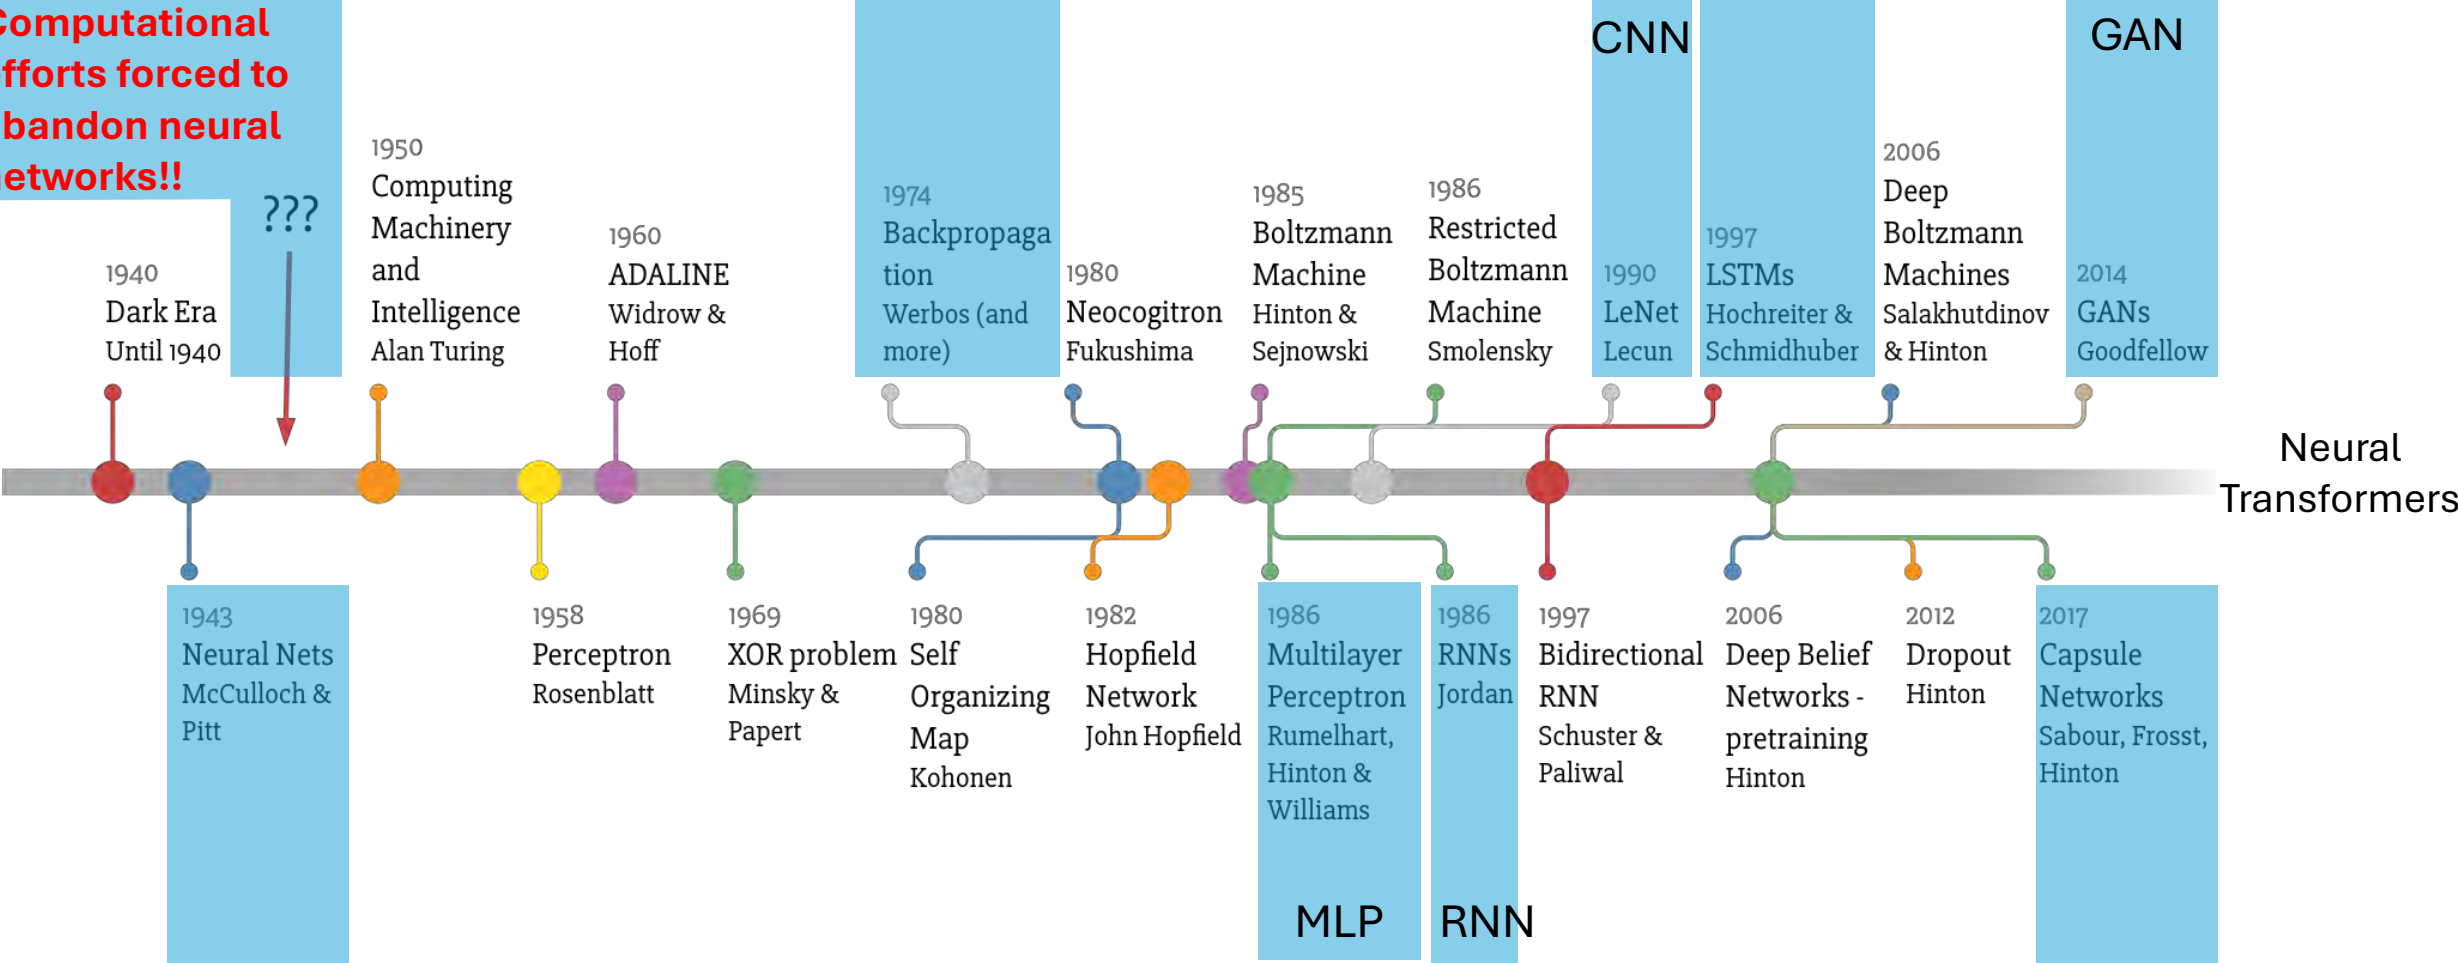 omputational
fforts forced to
bandon neural
etworks!!
???
1940
Dark Era
Until 1940
1950
Computing
Machinery
and
Intelligence
Alan Turing
1960
ADALINE
Widrow &
Hoff
1974
Backpropaga
tion
Werbos (and
more)
1980
Neocogitron
Fukushima
1985
Boltzmann
Machine
Hinton &
Sejnowski
1986
Restricted
Boltzmann
Machine
Smolensky
CNN
1990
LeNet
Lecun
1997
LSTMs
Hochreiter &
Schmidhuber
2006
Deep
Boltzmann
Machines
Salakhutdinov
& Hinton
GAN
2014
GANs
Goodfellow
Neural
Transformers
1943
Neural Nets
McCulloch &
Pitt
1958
Perceptron
Rosenblatt
1969
XOR problem
Minsky &
Papert
1980
Self
Organizing
Map
Kohonen
1982
Hopfield
Network
John Hopfield
1986
Multilayer
Perceptron
Rumelhart,
Hinton &
Williams
MLP
1986
RNNs
Jordan
RNN
1997
Bidirectional
RNN
Schuster &
Paliwal
2006
Deep Belief
Networks -
pretraining
Hinton
2012
Dropout
Hinton
2017
Capsule
Networks
Sabour, Frosst,
Hinton